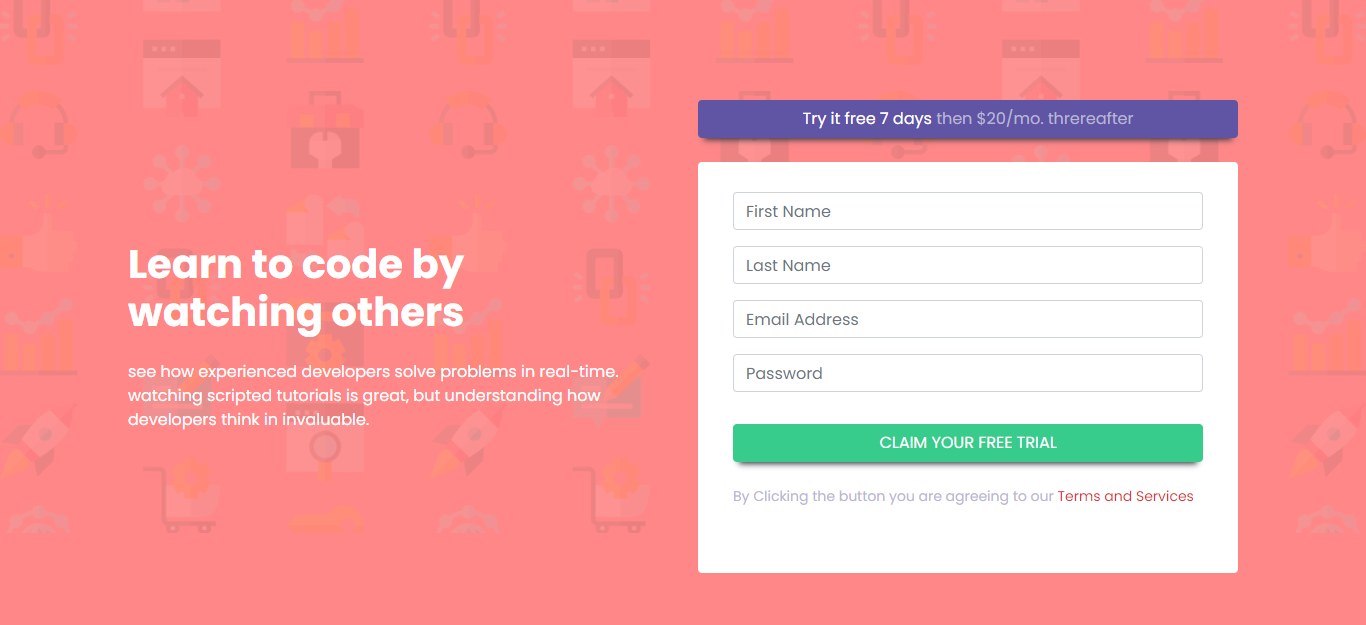 Try it free 7 days then $20/mo. threreafter
Learn to code by
watching others
see how experienced developers solve problems in real-time.
watching scripted tutorials is great, but understanding how
developers think in invaluable.
First Name
Last Name
Email Address
Password
CLAIM YOUR FREE TRIAL
By Clicking the button you are agreeing to our Terms and Services